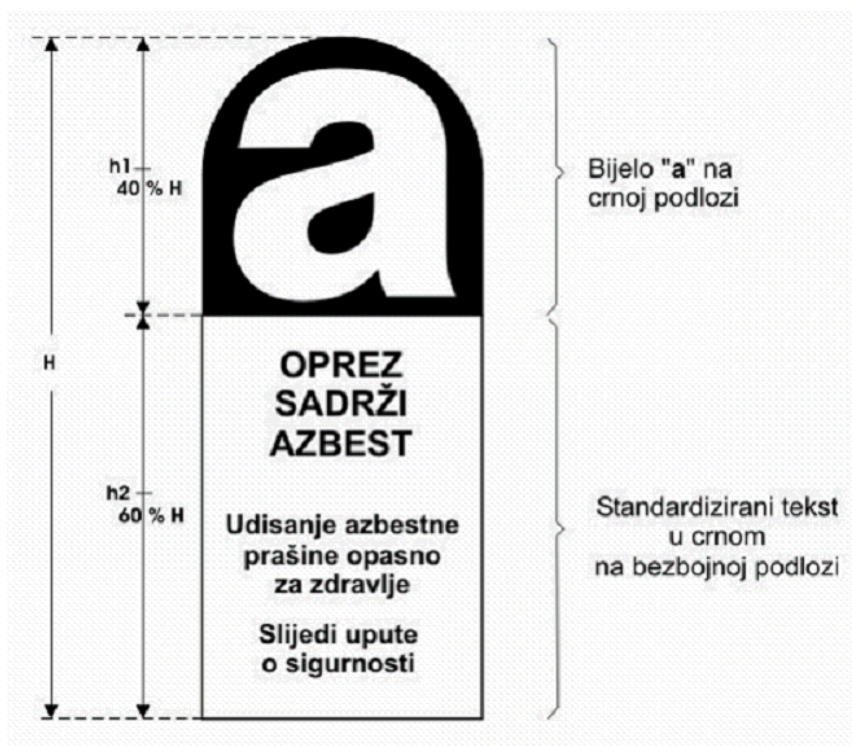 a
h1
40 % H
Bijelo "a" na
crnoj podlozi
H
OPREZ
SADRŽI
AZBEST
h2
60 % H
Udisanje azbestne
prašine opasno
za zdravlje
Slijedi upute
o sigurnosti
Standardizirani tekst
u crnom
na bezbojnoj podlozi